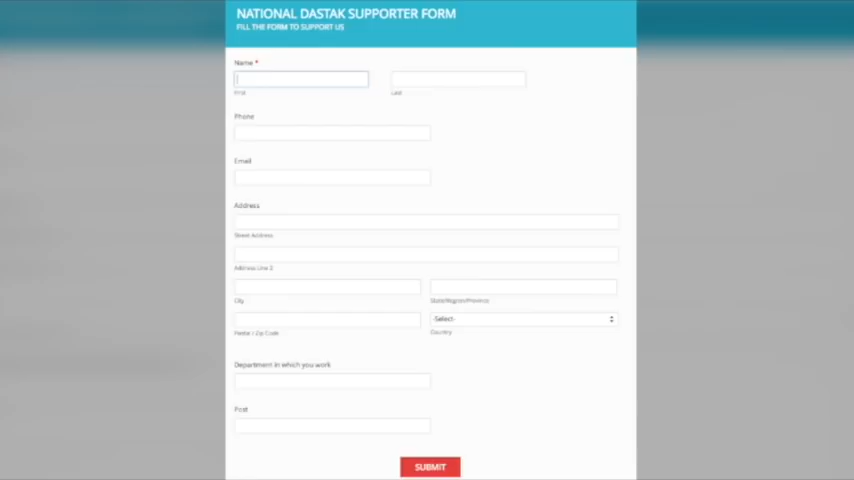 NATIONAL DASTAK SUPPORTER FORM
FILL THE FORM TO SUPPORT US
Name *
First
Last
Phone
Email
Address
Street Address
Address Line 2
City
State/Region/Province
Postal / Zip Code
-Select-
Country
Department in which you work
Post
SUBMIT